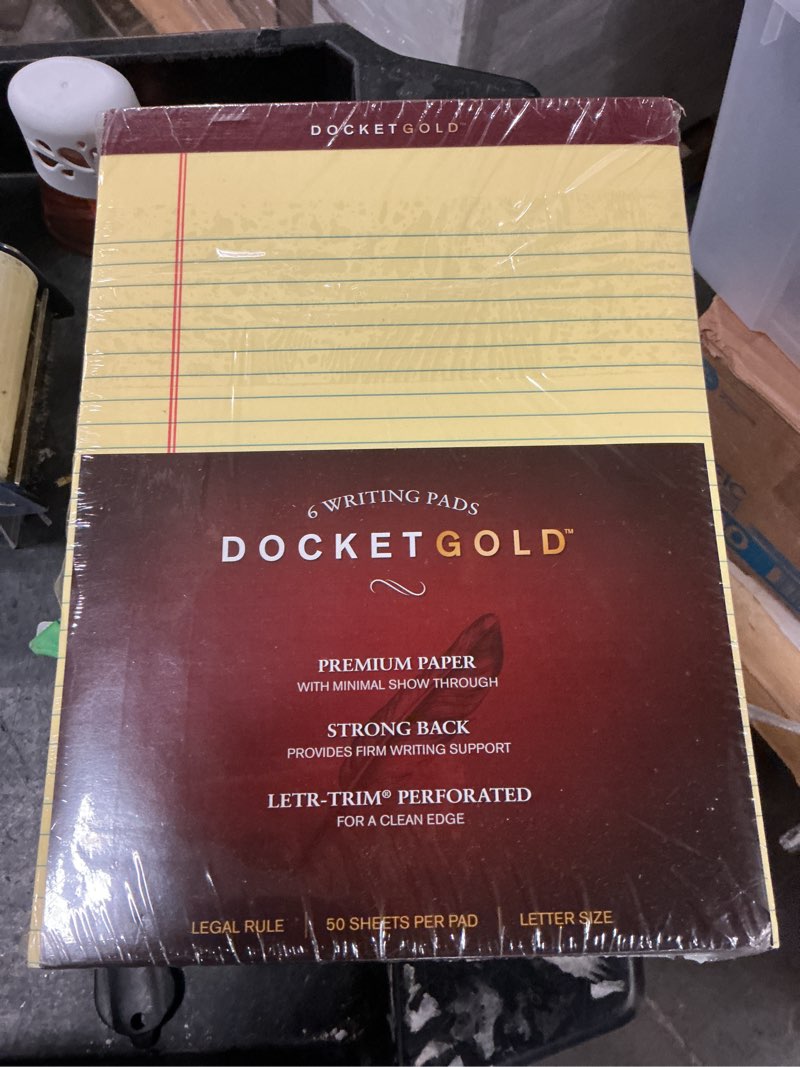 DOCKETGOLD™
6 WRITING PADS
DOCKETGOLD™
PREMIUM PAPER
WITH MINIMAL SHOW THROUGH
STRONG BACK
PROVIDES FIRM WRITING SUPPORT
LETR-TRIM® PERFORATED
FOR A CLEAN EDGE
LEGAL RULE | 50 SHEETS PER PAD | LETTER SIZE